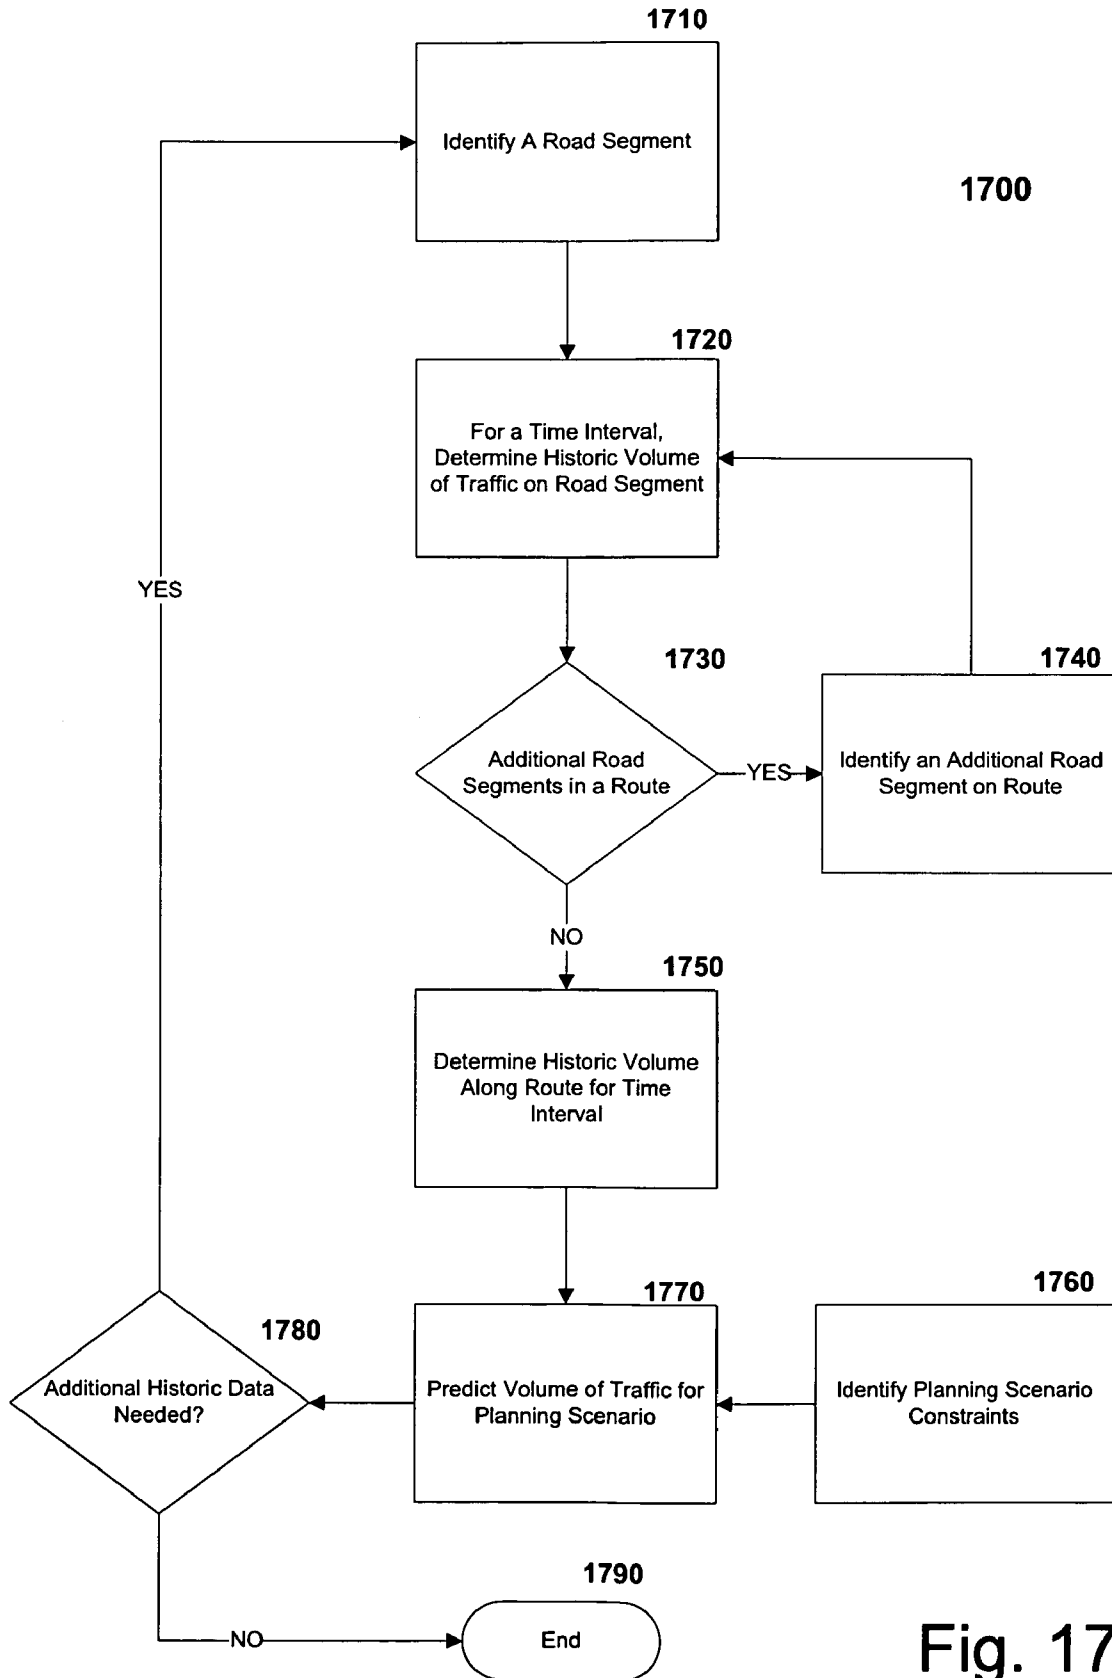 1710
Identify A Road Segment
1700
1720
For a Time Interval,
Determine Historic Volume
of Traffic on Road Segment
YES
1730
1740
Additional Road
Segments in a Route
YES
Identify an Additional Road
Segment on Route
NO
1750
Determine Historic Volume
Along Route for Time
Interval
1770
1760
1780
Additional Historic Data
Needed?
Predict Volume of Traffic for
Planning Scenario
Identify Planning Scenario
Constraints
1790
NO
End
Fig. 17